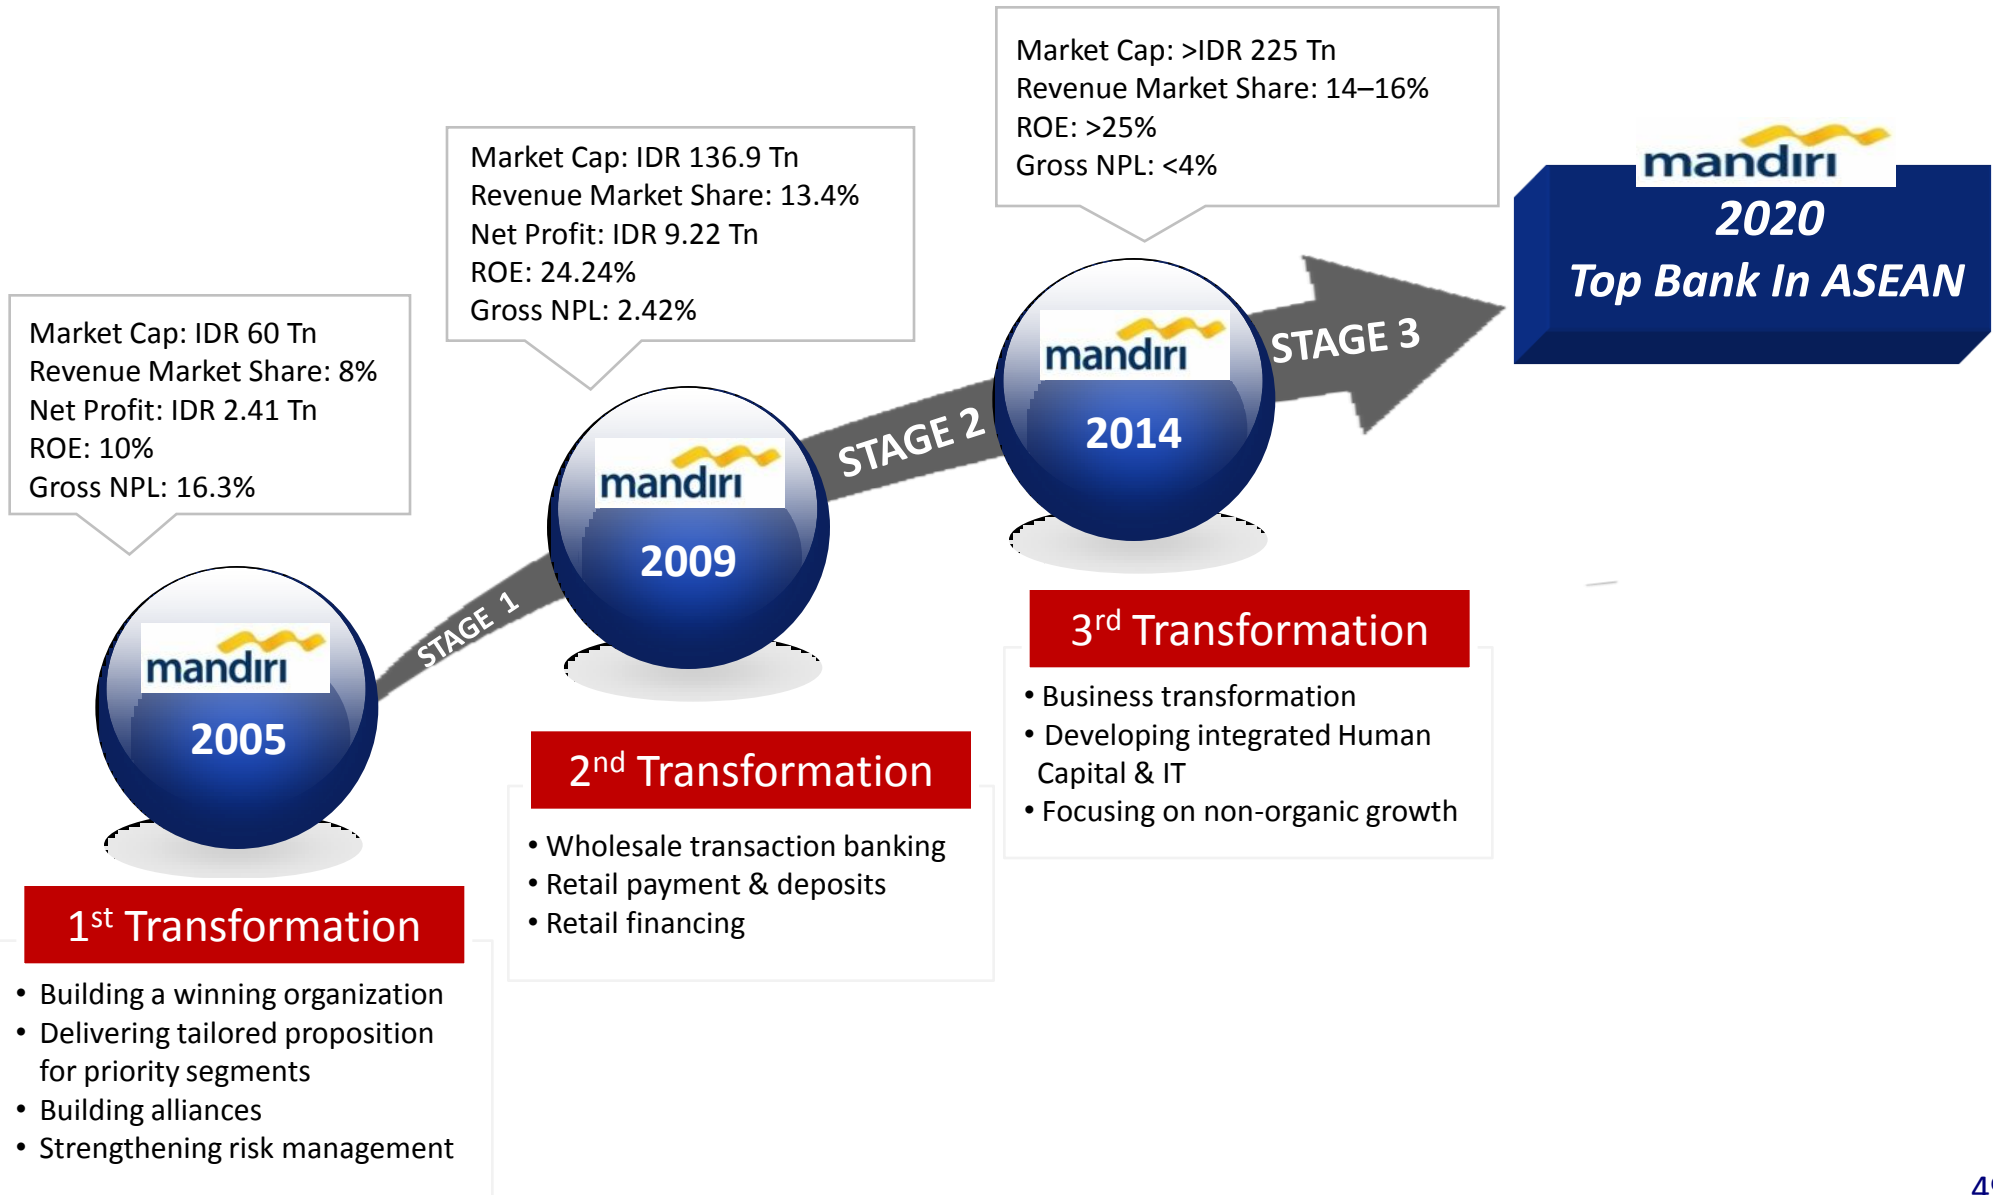 Market Cap: IDR 60 Tn
Revenue Market Share: 8%
Net Profit: IDR 2.41 Tn
ROE: 10%
Gross NPL: 16.3%
mandırı
2005
1st Transformation
• Building a winning organization
• Delivering tailored proposition
for priority segments
• Building alliances
• Strengthening risk management
STAGE 1
Market Cap: IDR 136.9 Tn
Revenue Market Share: 13.4%
Net Profit: IDR 9.22 Tn
ROE: 24.24%
Gross NPL: 2.42%
mandırı
2009
2nd Transformation
• Wholesale transaction banking
• Retail payment & deposits
• Retail financing
STAGE 2
Market Cap: >IDR 225 Tn
Revenue Market Share: 14–16%
ROE: >25%
Gross NPL: <4%
mandırı
2014
3rd Transformation
• Business transformation
• Developing integrated Human
Capital & IT
• Focusing on non-organic growth
STAGE 3
mandırı
2020
Top Bank In ASEAN